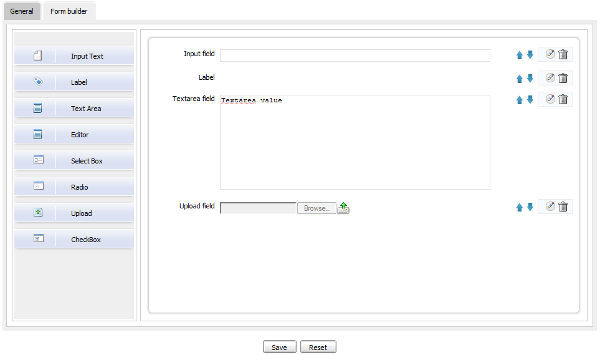 General Form builder
Input Text
Label
Text Area
Editor
Select Box
Radio
Upload
CheckBox
Input field
Label
Textarea field Textarea value
Upload field Browse...
Save Reset